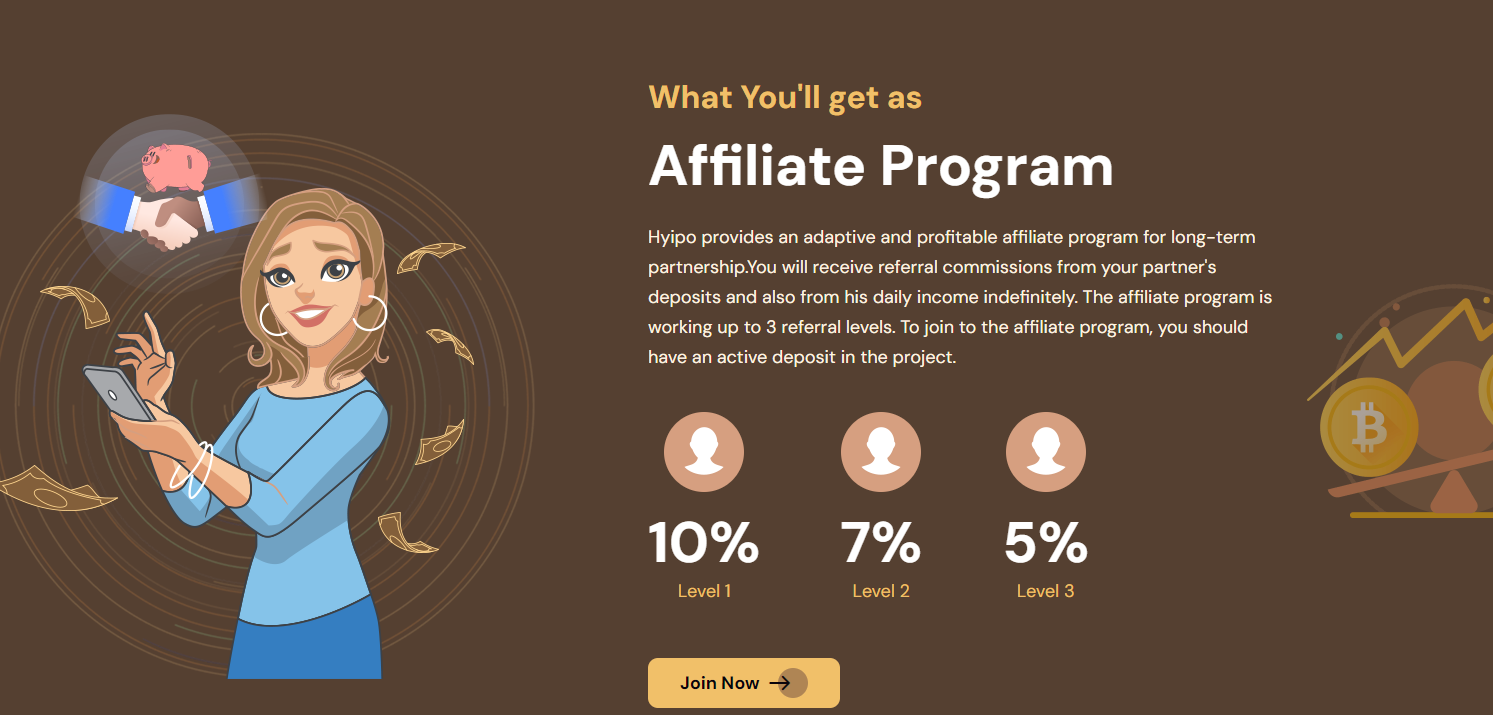 What You'll get as
Affiliate Program
Hyipo provides an adaptive and profitable affiliate program for long-term
partnership.You will receive referral commissions from your partner's
deposits and also from his daily income indefinitely. The affiliate program is
working up to 3 referral levels. To join to the affiliate program, you should
have an active deposit in the project.
10% 7% 5%
Level 1 Level 2 Level 3
Join Now